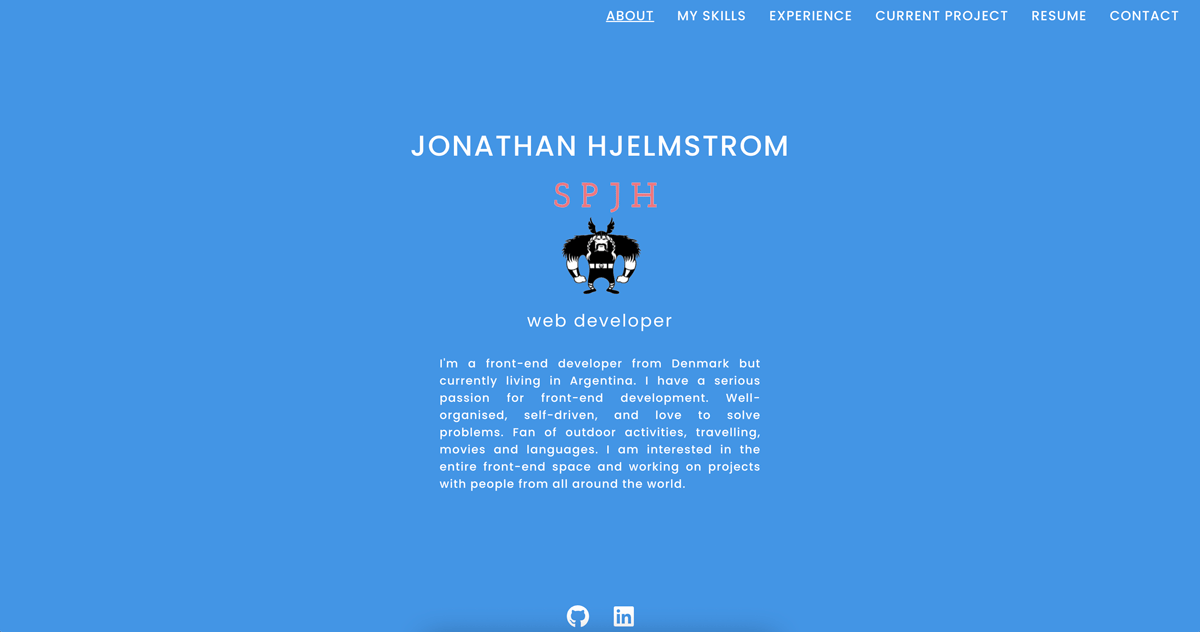 ABOUT MY SKILLS EXPERIENCE CURRENT PROJECT RESUME CONTACT
JONATHAN HJELMSTROM
SPJH
web developer
I'm a front-end developer from Denmark but
currently living in Argentina. I have a serious
passion for front-end development. Well-
organised, self-driven, and love to solve
problems. Fan of outdoor activities, travelling,
movies and languages. I am interested in the
entire front-end space and working on projects
with people from all around the world.
in